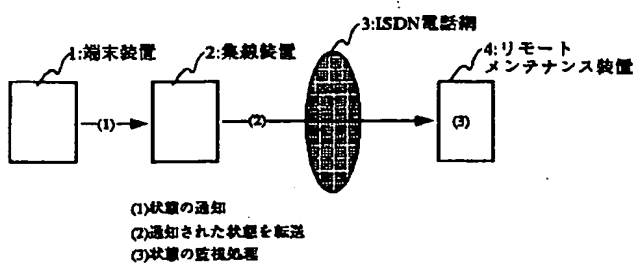 3:ISDN電話網
1:端末装置
2:集線装置
4:リモート
メンテナンス装置
(1)
(2)
(3)
(1)状態の通知
(2)通知された状態を転送
(3)状態の監視処理